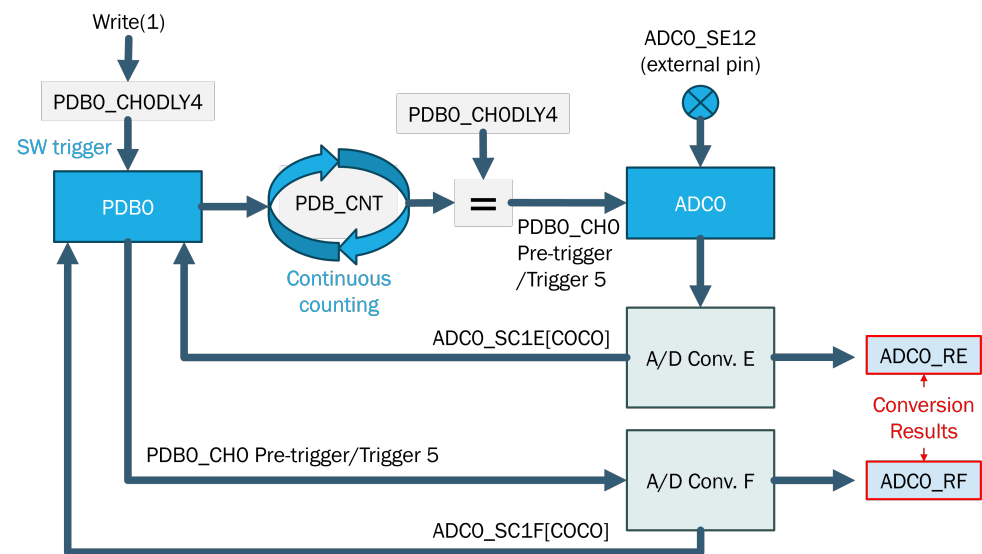 Write(1)
PDB0_CH0DLY4
SW trigger
PDB0
PDB_CNT
Continuous
counting
PDB0_CH0DLY4
=
PDB0_CH0
Pre-trigger
/Trigger 5
ADC0_SE12
(external pin)
ADC0
ADC0_SC1E[COCO]
A/D Conv. E
ADC0_RE
Conversion
Results
PDB0_CH0 Pre-trigger/Trigger 5
A/D Conv. F
ADC0_RF
ADC0_SC1F[COCO]